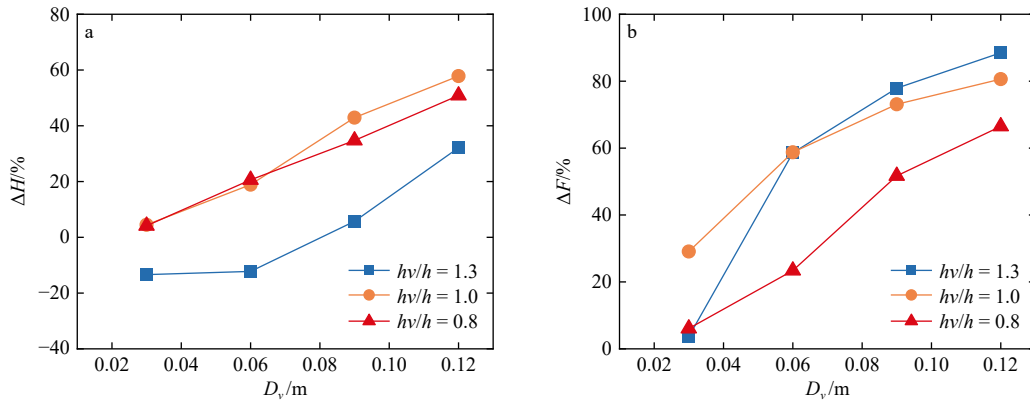 a
80
60
40
20
0
−20
−40
ΔH/%
hv/h = 1.3
hv/h = 1.0
hv/h = 0.8
0.02 0.04 0.06 0.08 0.10 0.12
Dv/m
b
100
80
60
40
20
0
ΔF/%
hv/h = 1.3
hv/h = 1.0
hv/h = 0.8
0.02 0.04 0.06 0.08 0.10 0.12
Dv/m